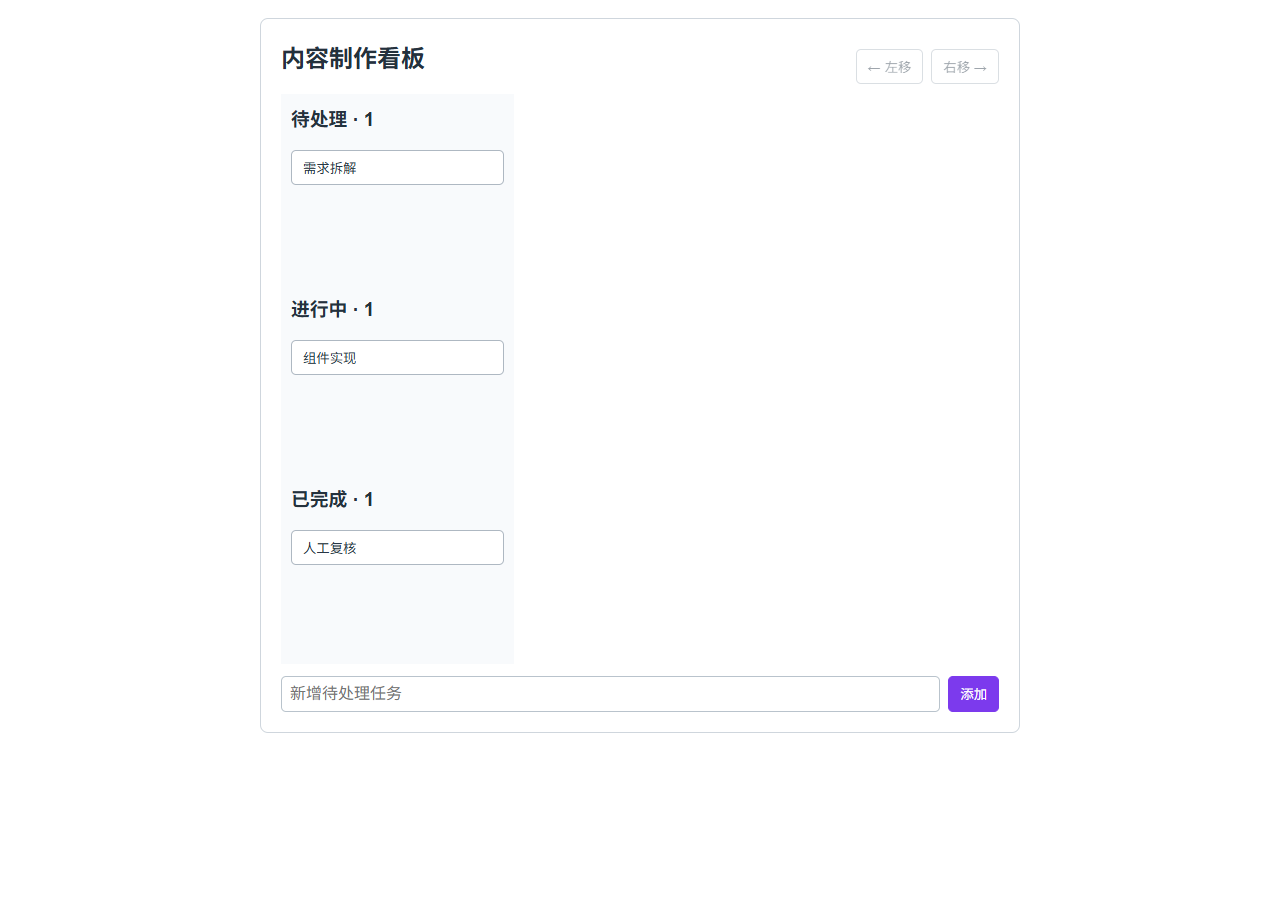 内容制作看板
← 左移
右移 →
待处理 · 1
需求拆解
进行中 · 1
组件实现
已完成 · 1
人工复核
新增待处理任务
添加